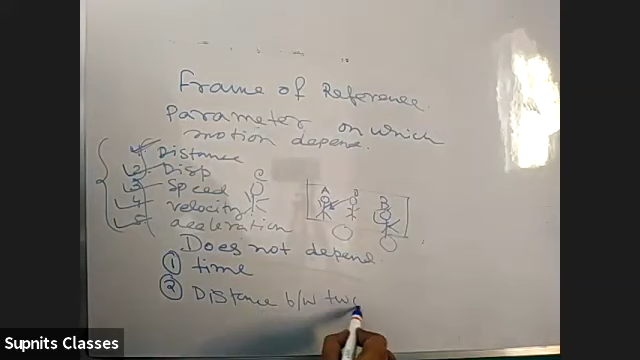 Frame of Reference
Parameter on which
motion depend.
1 Distance
2. Disp
3 Speed
4 velocity
5 acceleration
C
A B B
Does not depend.
① time
② Distance b/w two
Supnits Classes